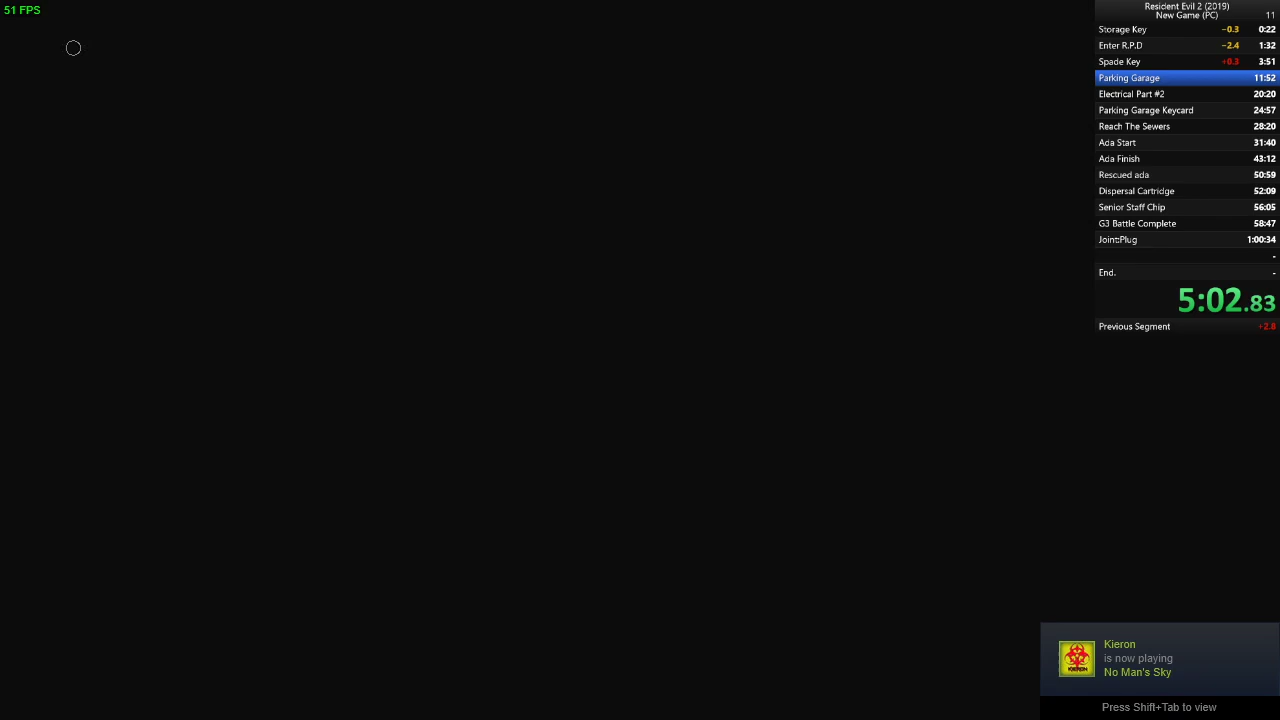 51 FPS
Resident Evil 2 (2019)
New Game (PC) 11
Storage Key −0.3 0:22
Enter R.P.D −2.4 1:32
Spade Key +0.3 3:51
Parking Garage 11:52
Electrical Part #2 20:20
Parking Garage Keycard 24:57
Reach The Sewers 28:20
Ada Start 31:40
Ada Finish 43:12
Rescued ada 50:59
Dispersal Cartridge 52:09
Senior Staff Chip 56:05
G3 Battle Complete 58:47
Joint:Plug 1:00:34
-
End. -
5:02.83
Previous Segment +2.8
Kieron
is now playing
No Man's Sky
KIERON
Press Shift+Tab to view